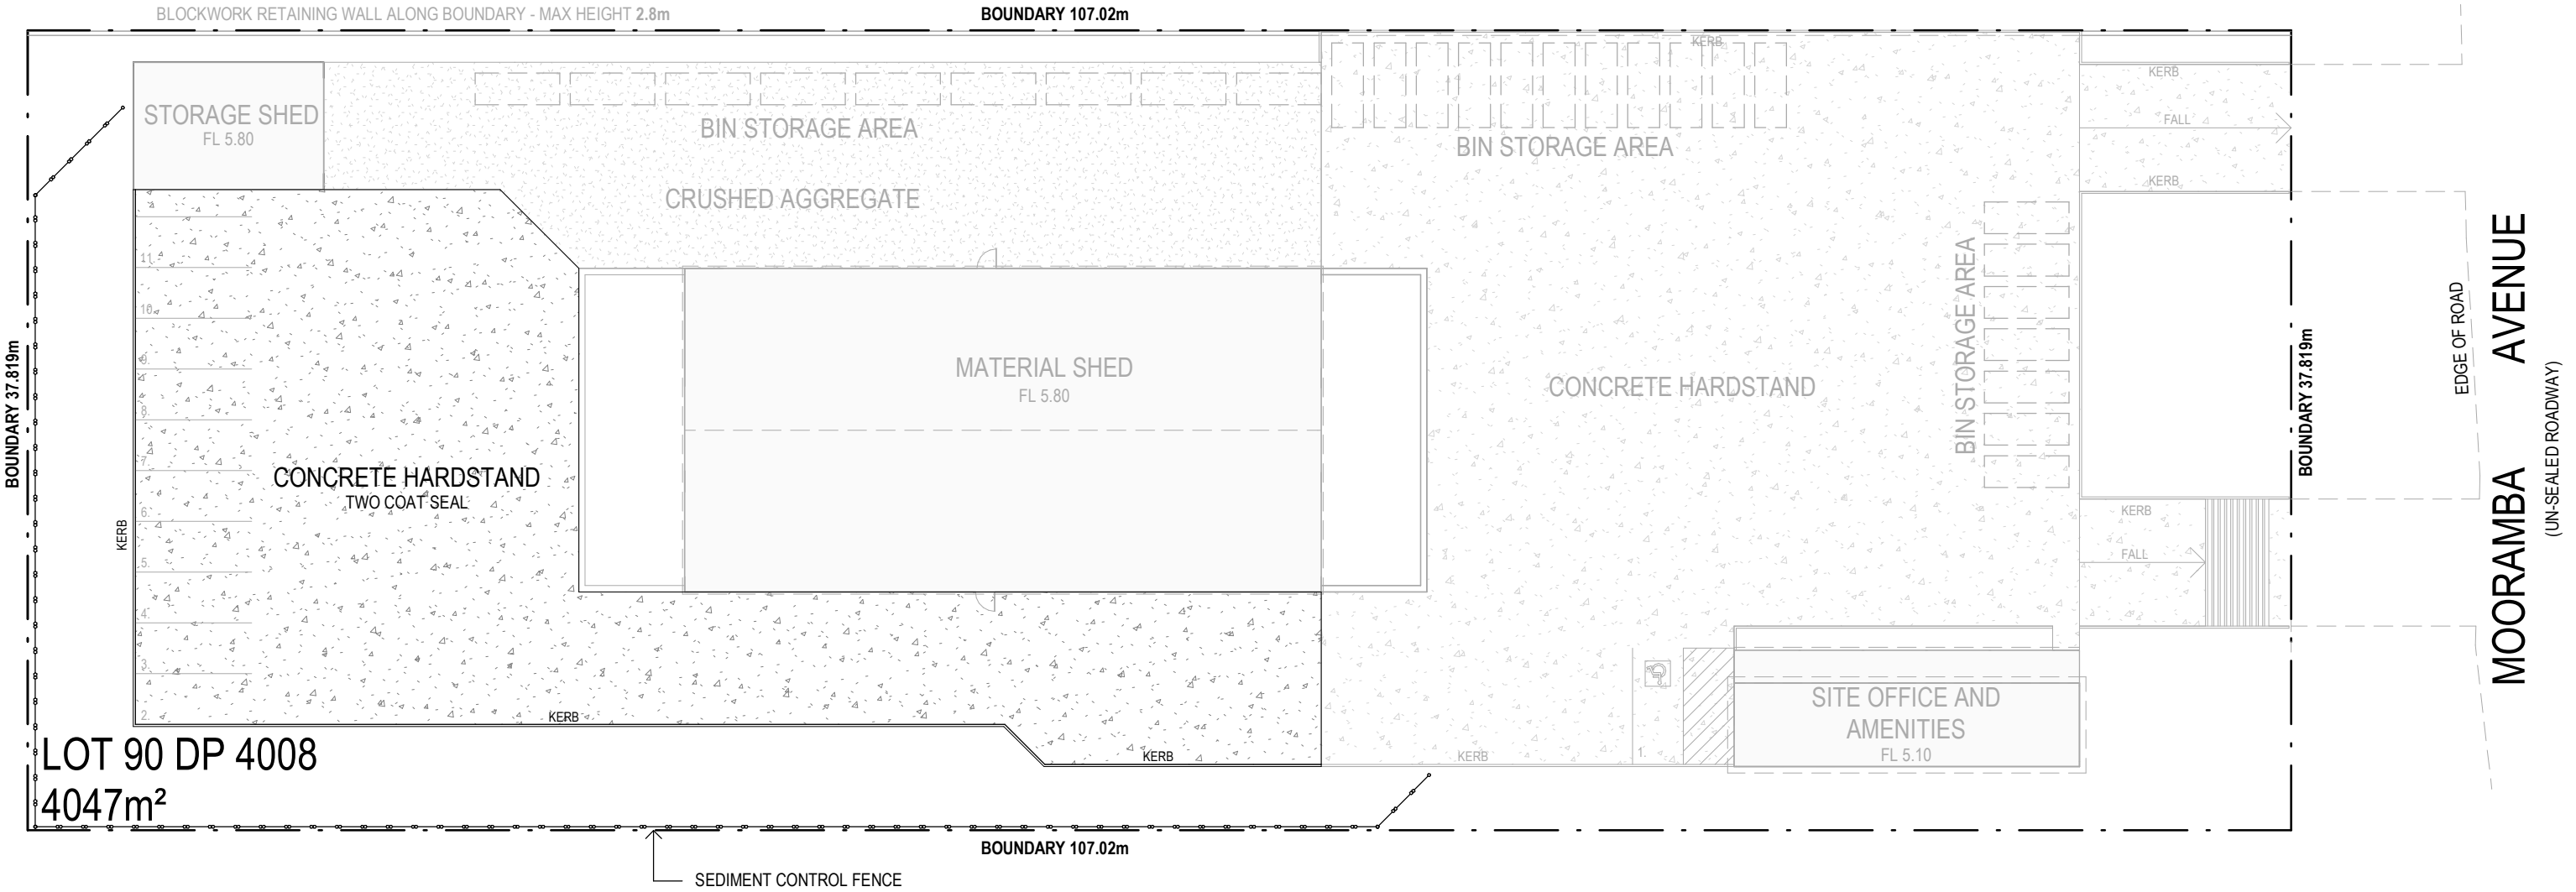 BLOCKWORK RETAINING WALL ALONG BOUNDARY - MAX HEIGHT 2.8m
BOUNDARY 107.02m
KERB
KERB
STORAGE SHED
FL 5.80
BIN STORAGE AREA
BIN STORAGE AREA
FALL
KERB
CRUSHED AGGREGATE
11.
10.
9.
8.
7.
6.
5.
4.
3.
2.
BOUNDARY 37.819m
KERB
CONCRETE HARDSTAND
TWO COAT SEAL
MATERIAL SHED
FL 5.80
CONCRETE HARDSTAND
BIN STORAGE AREA
BOUNDARY 37.819m
EDGE OF ROAD
MOORAMBA AVENUE
(UN-SEALED ROADWAY)
KERB
FALL
SITE OFFICE AND
AMENITIES
FL 5.10
1.
KERB
KERB
KERB
LOT 90 DP 4008
4047m²
BOUNDARY 107.02m
SEDIMENT CONTROL FENCE